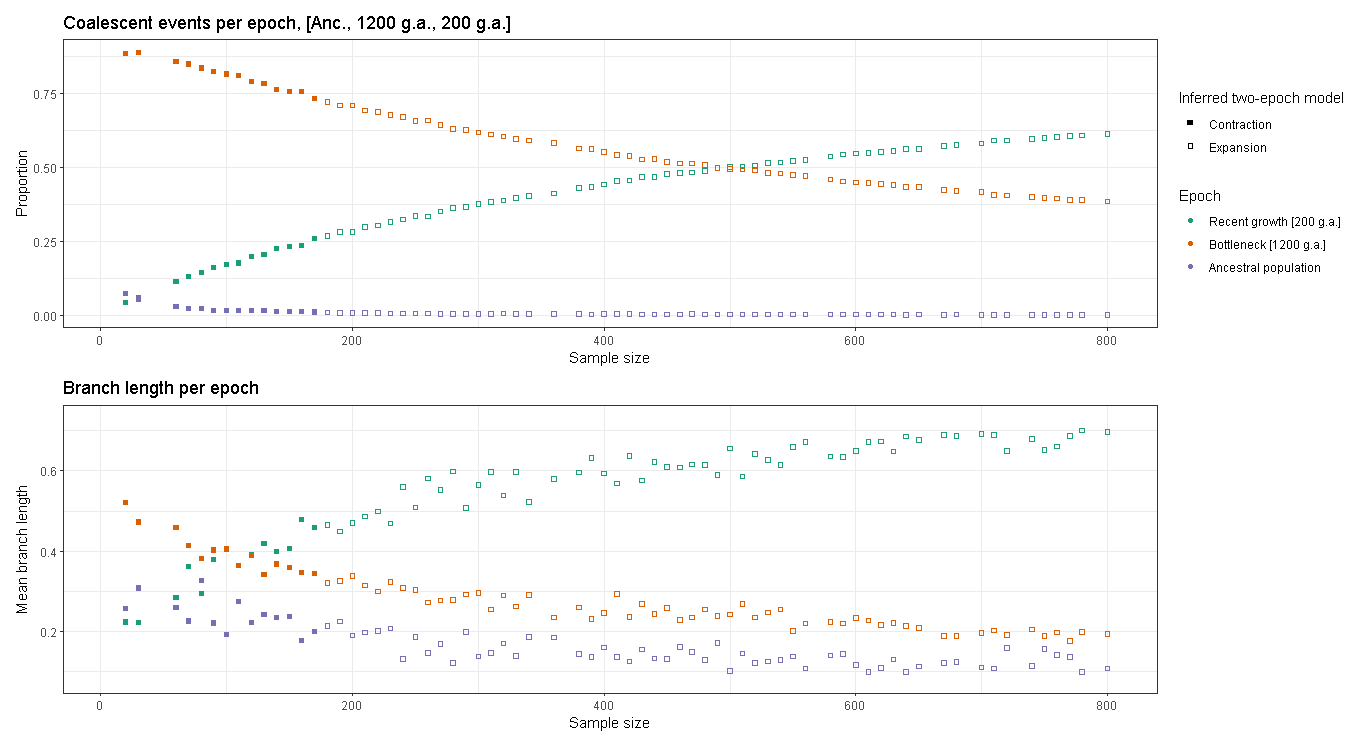 Coalescent events per epoch, [Anc., 1200 g.a., 200 g.a.]
0.75
0.50
0.25
0.00
Proportion
0
200
400
600
800
Sample size
Inferred two-epoch model
Contraction
Expansion
Epoch
Recent growth [200 g.a.]
Bottleneck [1200 g.a.]
Ancestral population
Branch length per epoch
0.6
0.4
0.2
Mean branch length
0
200
400
600
800
Sample size